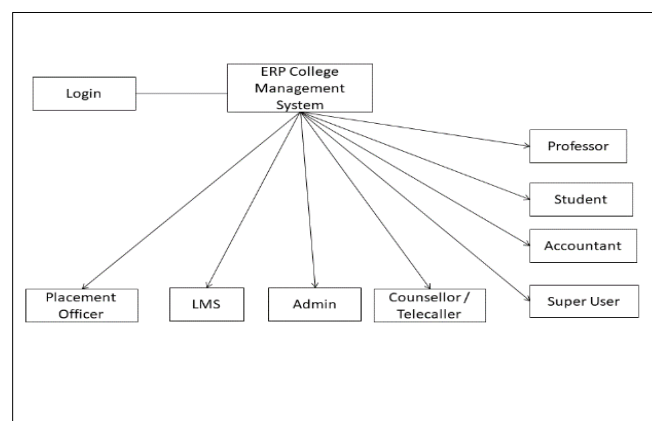 ERP College
Management
System
Login
Professor
Student
Accountant
Super User
Placement
Officer
LMS
Admin
Counsellor /
Telecaller